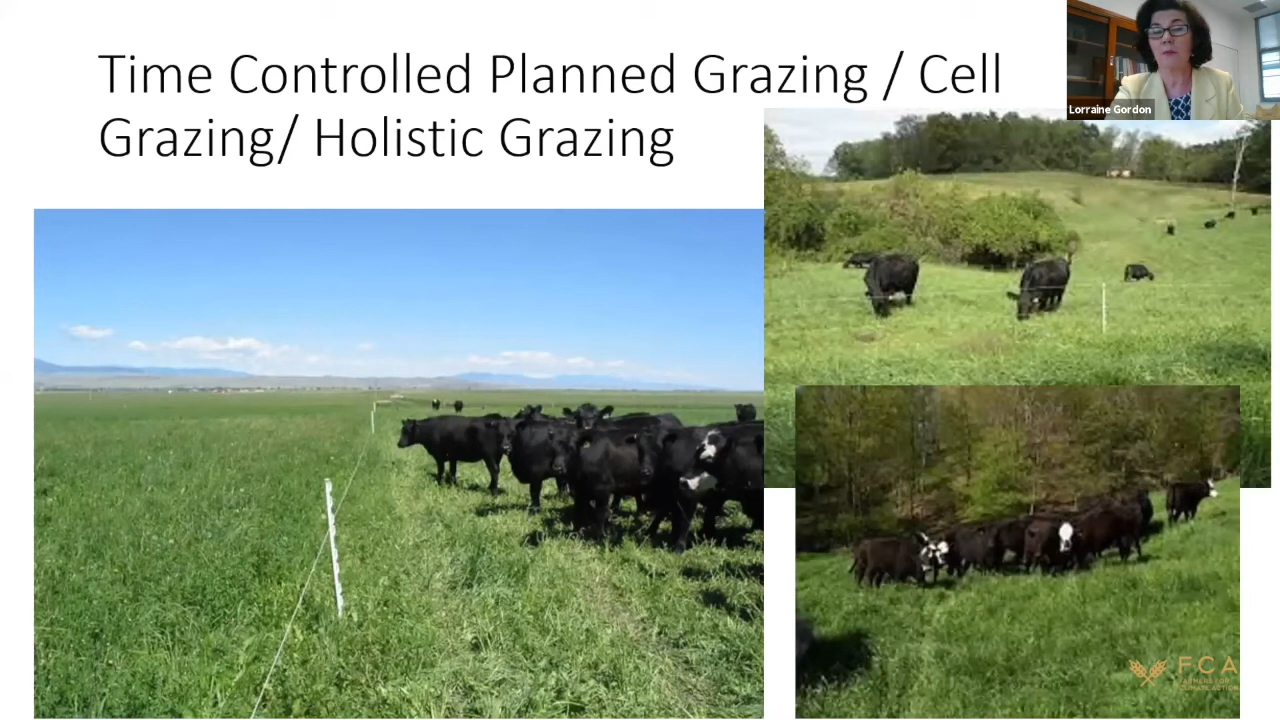 Time Controlled Planned Grazing / Cell
Grazing/ Holistic Grazing
Lorraine Gordon
FCA
FARMERS FOR
CLIMATE ACTION